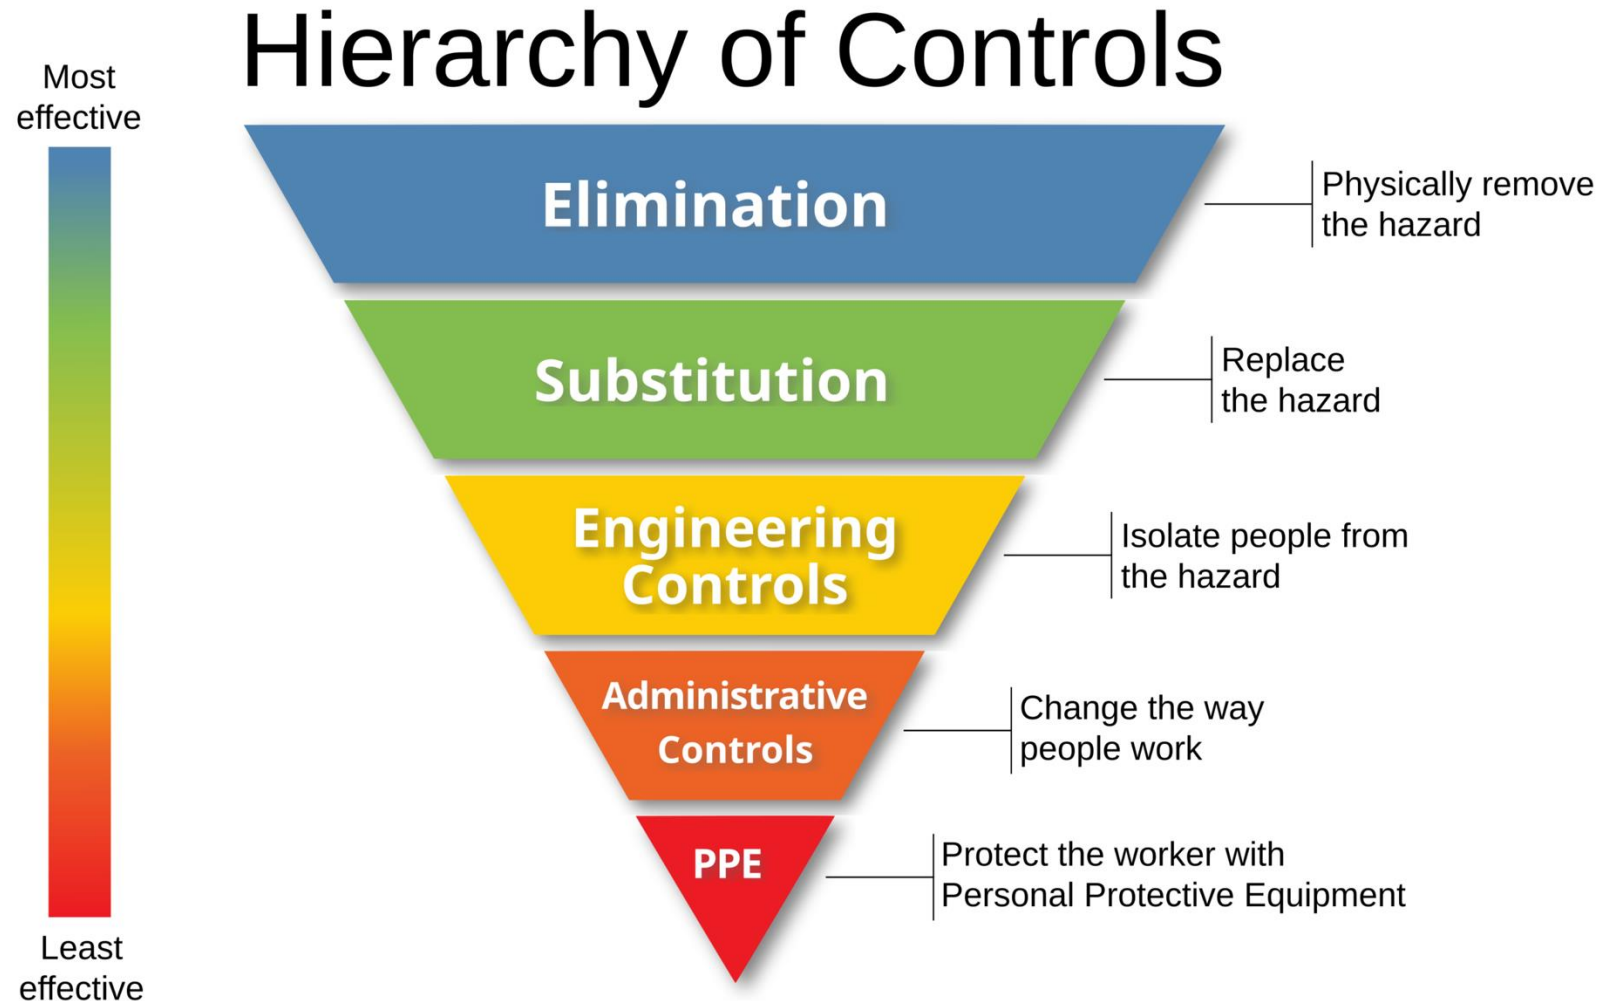 Hierarchy of Controls
Most
effective
Elimination
Physically remove
the hazard
Substitution
Replace
the hazard
Engineering
Controls
Isolate people from
the hazard
Administrative
Controls
Change the way
people work
PPE
Protect the worker with
Personal Protective Equipment
Least
effective